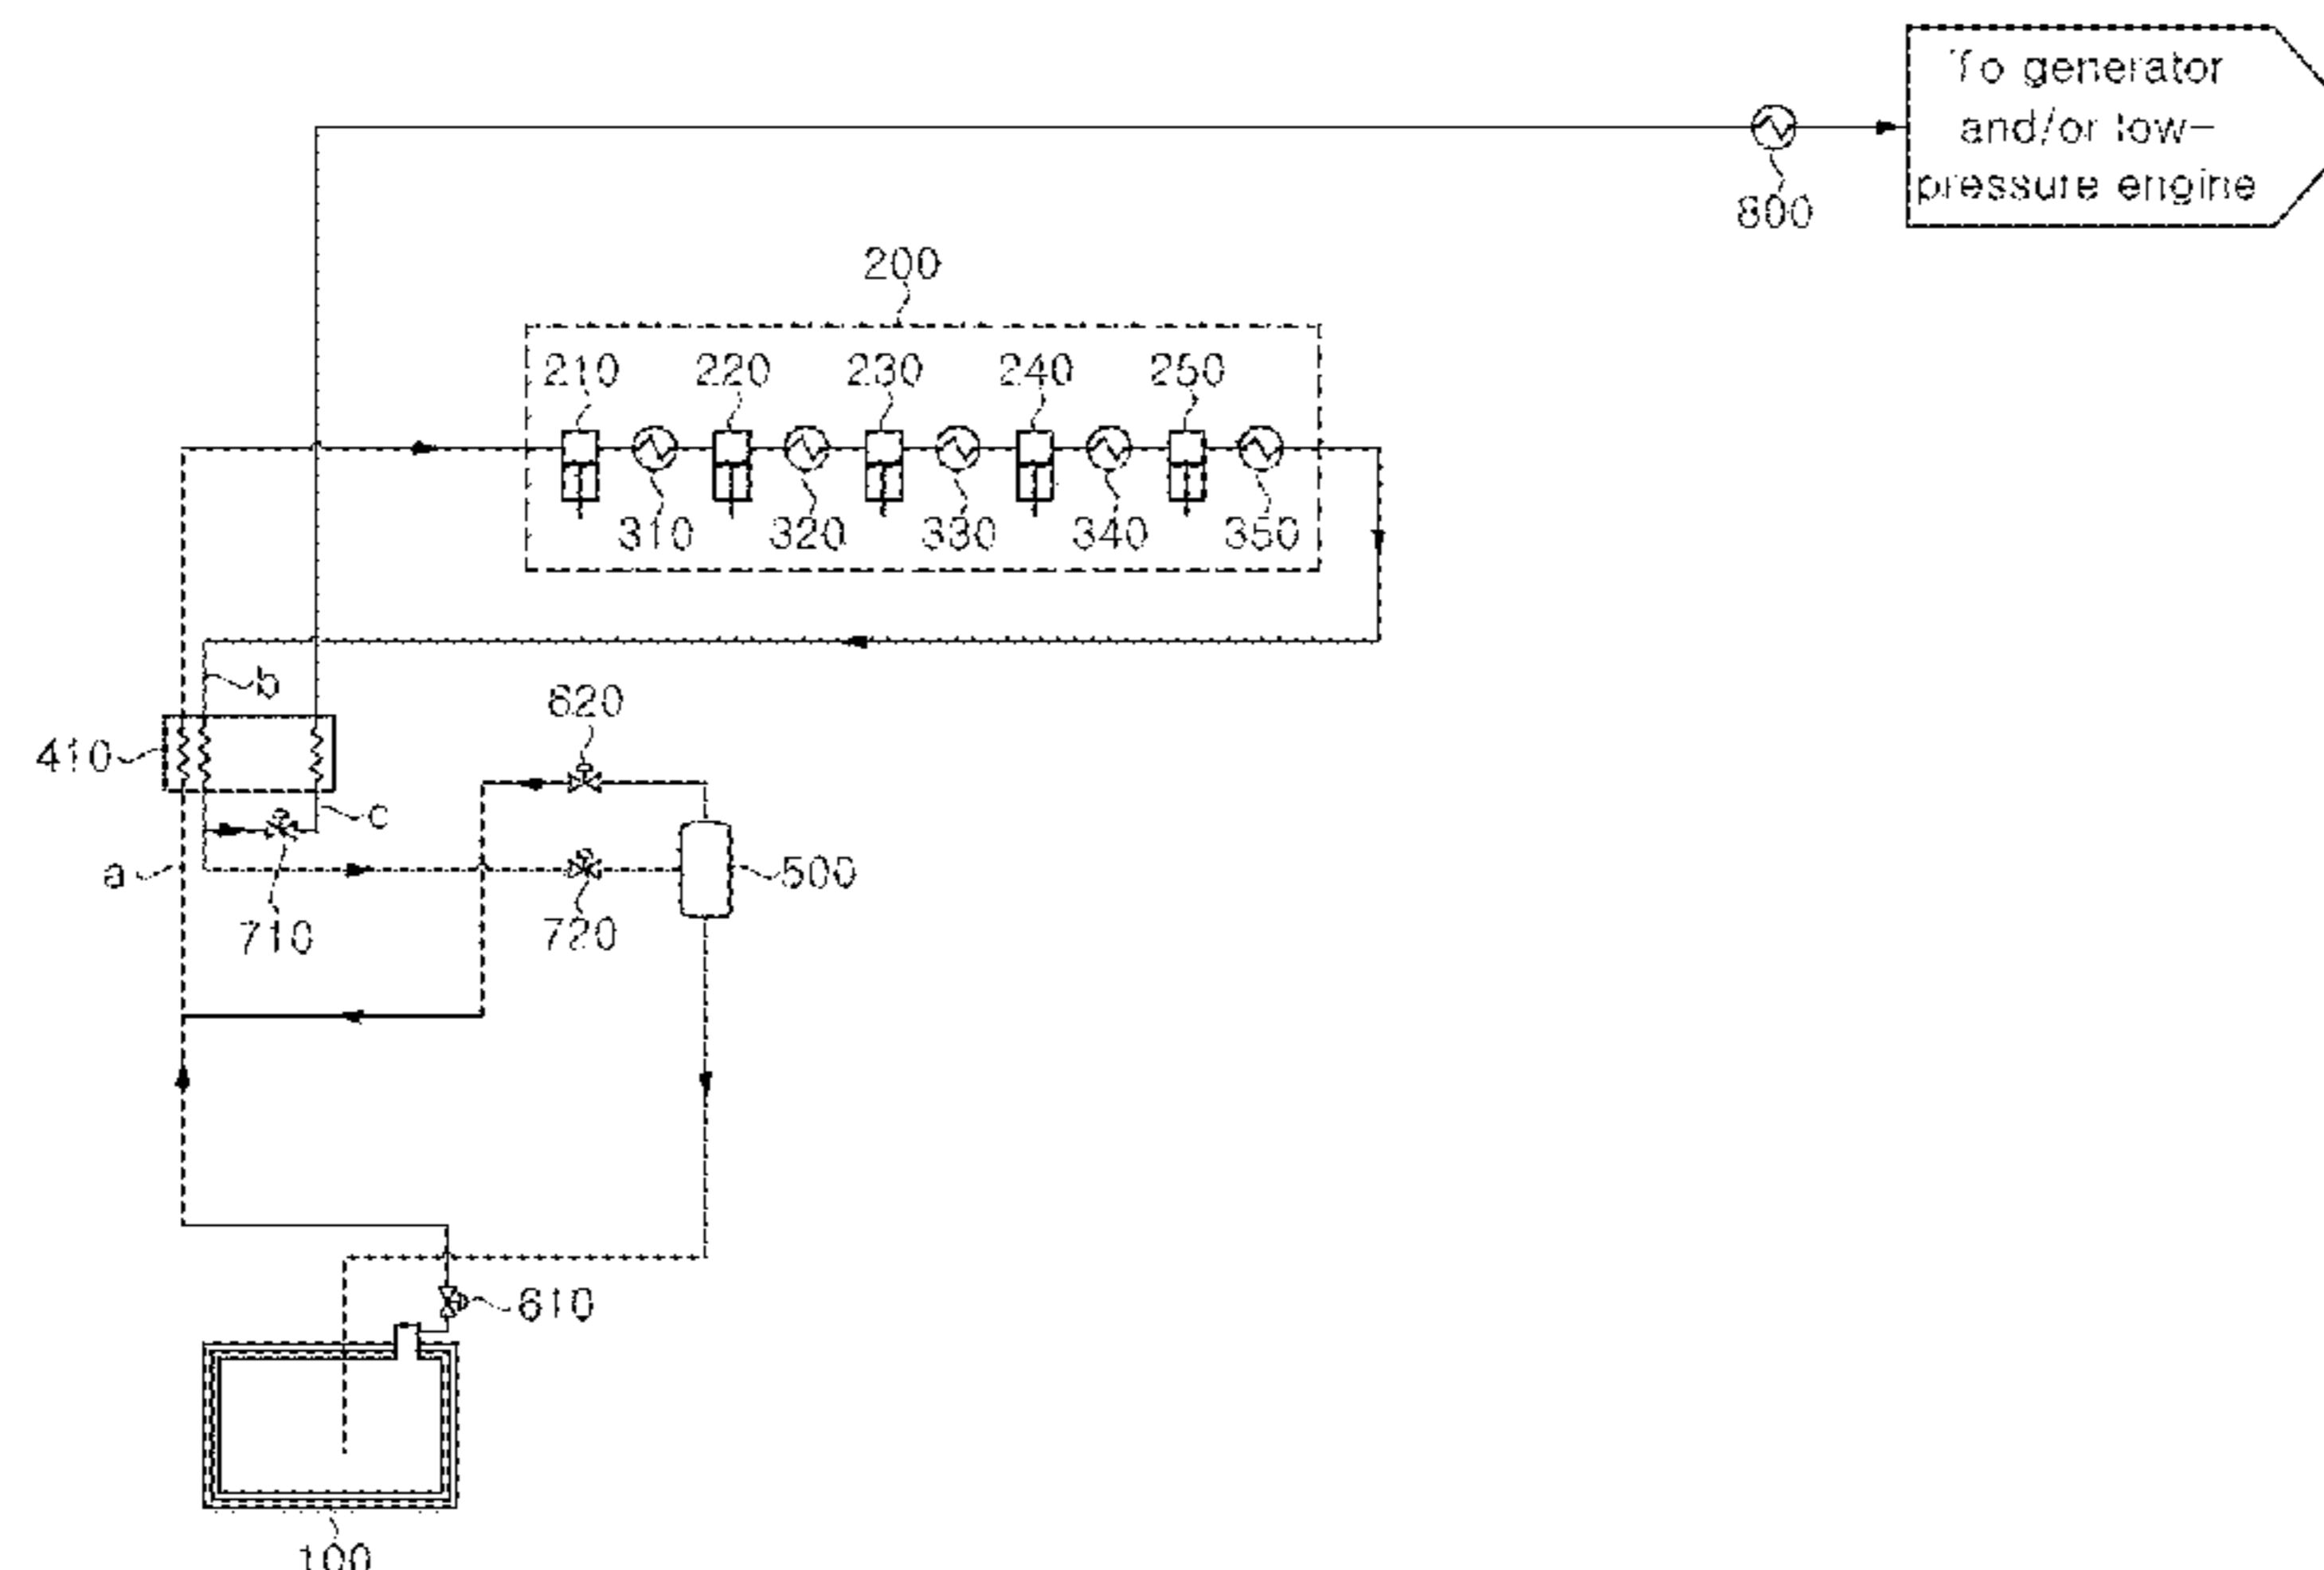 To generator
and/or low-
pressure engine
800
200
210 220 230 240 250
310 320 330 340 350
b
620
410
c
a
500
710
720
610
100